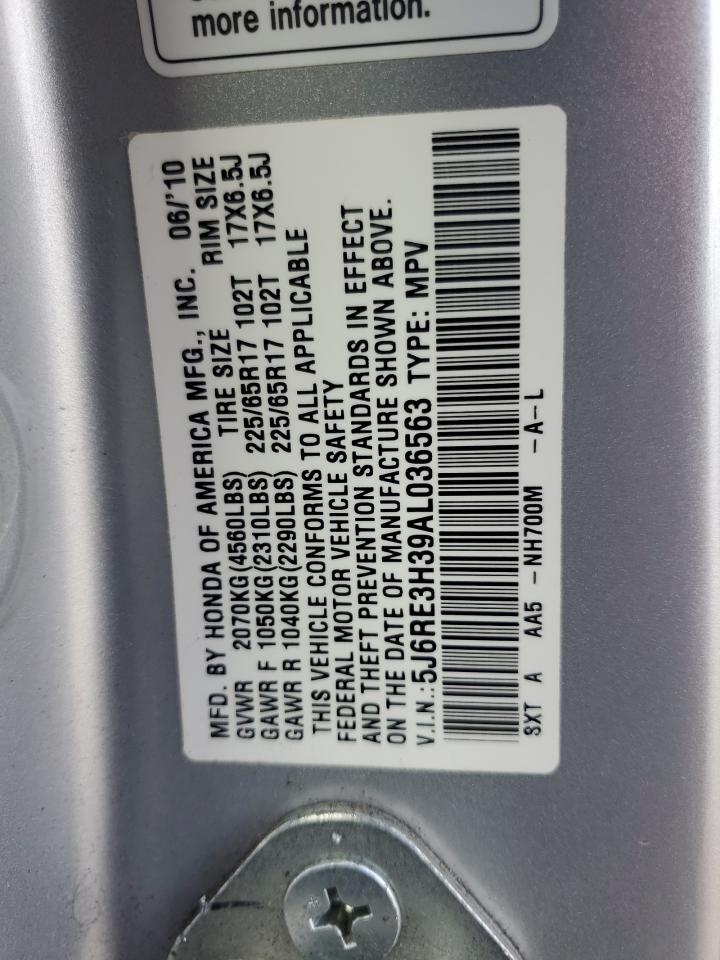 more information.
MFD. BY HONDA OF AMERICA MFG., INC. 06/'10
GVWR 2070KG(4560LBS) TIRE SIZE RIM SIZE
GAWR F 1050KG(2310LBS) 225/65R17 102T 17X6.5J
GAWR R 1040KG(2290LBS) 225/65R17 102T 17X6.5J
THIS VEHICLE CONFORMS TO ALL APPLICABLE
FEDERAL MOTOR VEHICLE SAFETY
AND THEFT PREVENTION STANDARDS IN EFFECT
ON THE DATE OF MANUFACTURE SHOWN ABOVE.
V.I.N.:5J6RE3H39AL036563 TYPE: MPV
SXT A AA5 -NH700M -A-L